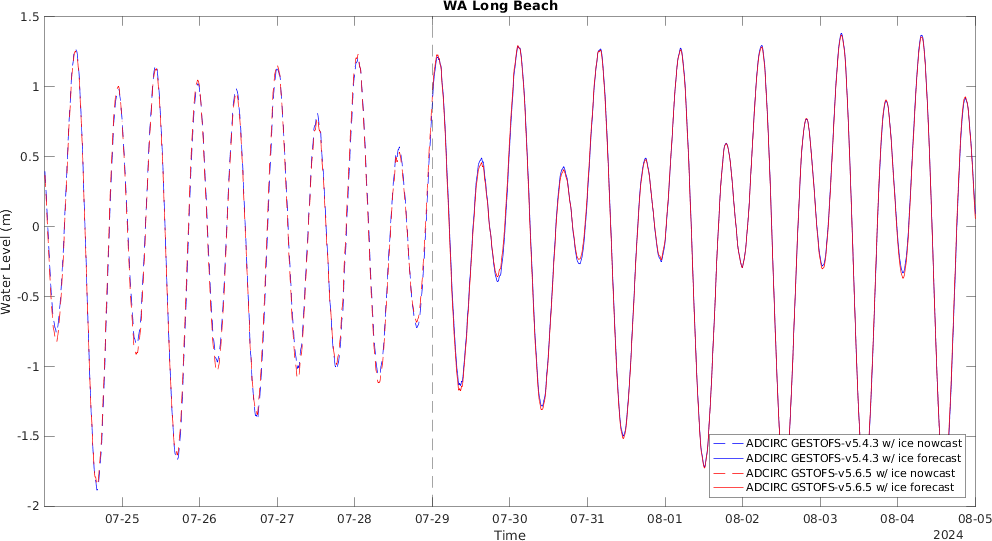 WA Long Beach
1.5
1
0.5
0
-0.5
-1
-1.5
-2
Water Level (m)
07-25 07-26 07-27 07-28 07-29 07-30 07-31 08-01 08-02 08-03 08-04 08-05
Time
2024
ADCIRC GESTOFS-v5.4.3 w/ ice nowcast
ADCIRC GESTOFS-v5.4.3 w/ ice forecast
ADCIRC GSTOFS-v5.6.5 w/ ice nowcast
ADCIRC GSTOFS-v5.6.5 w/ ice forecast